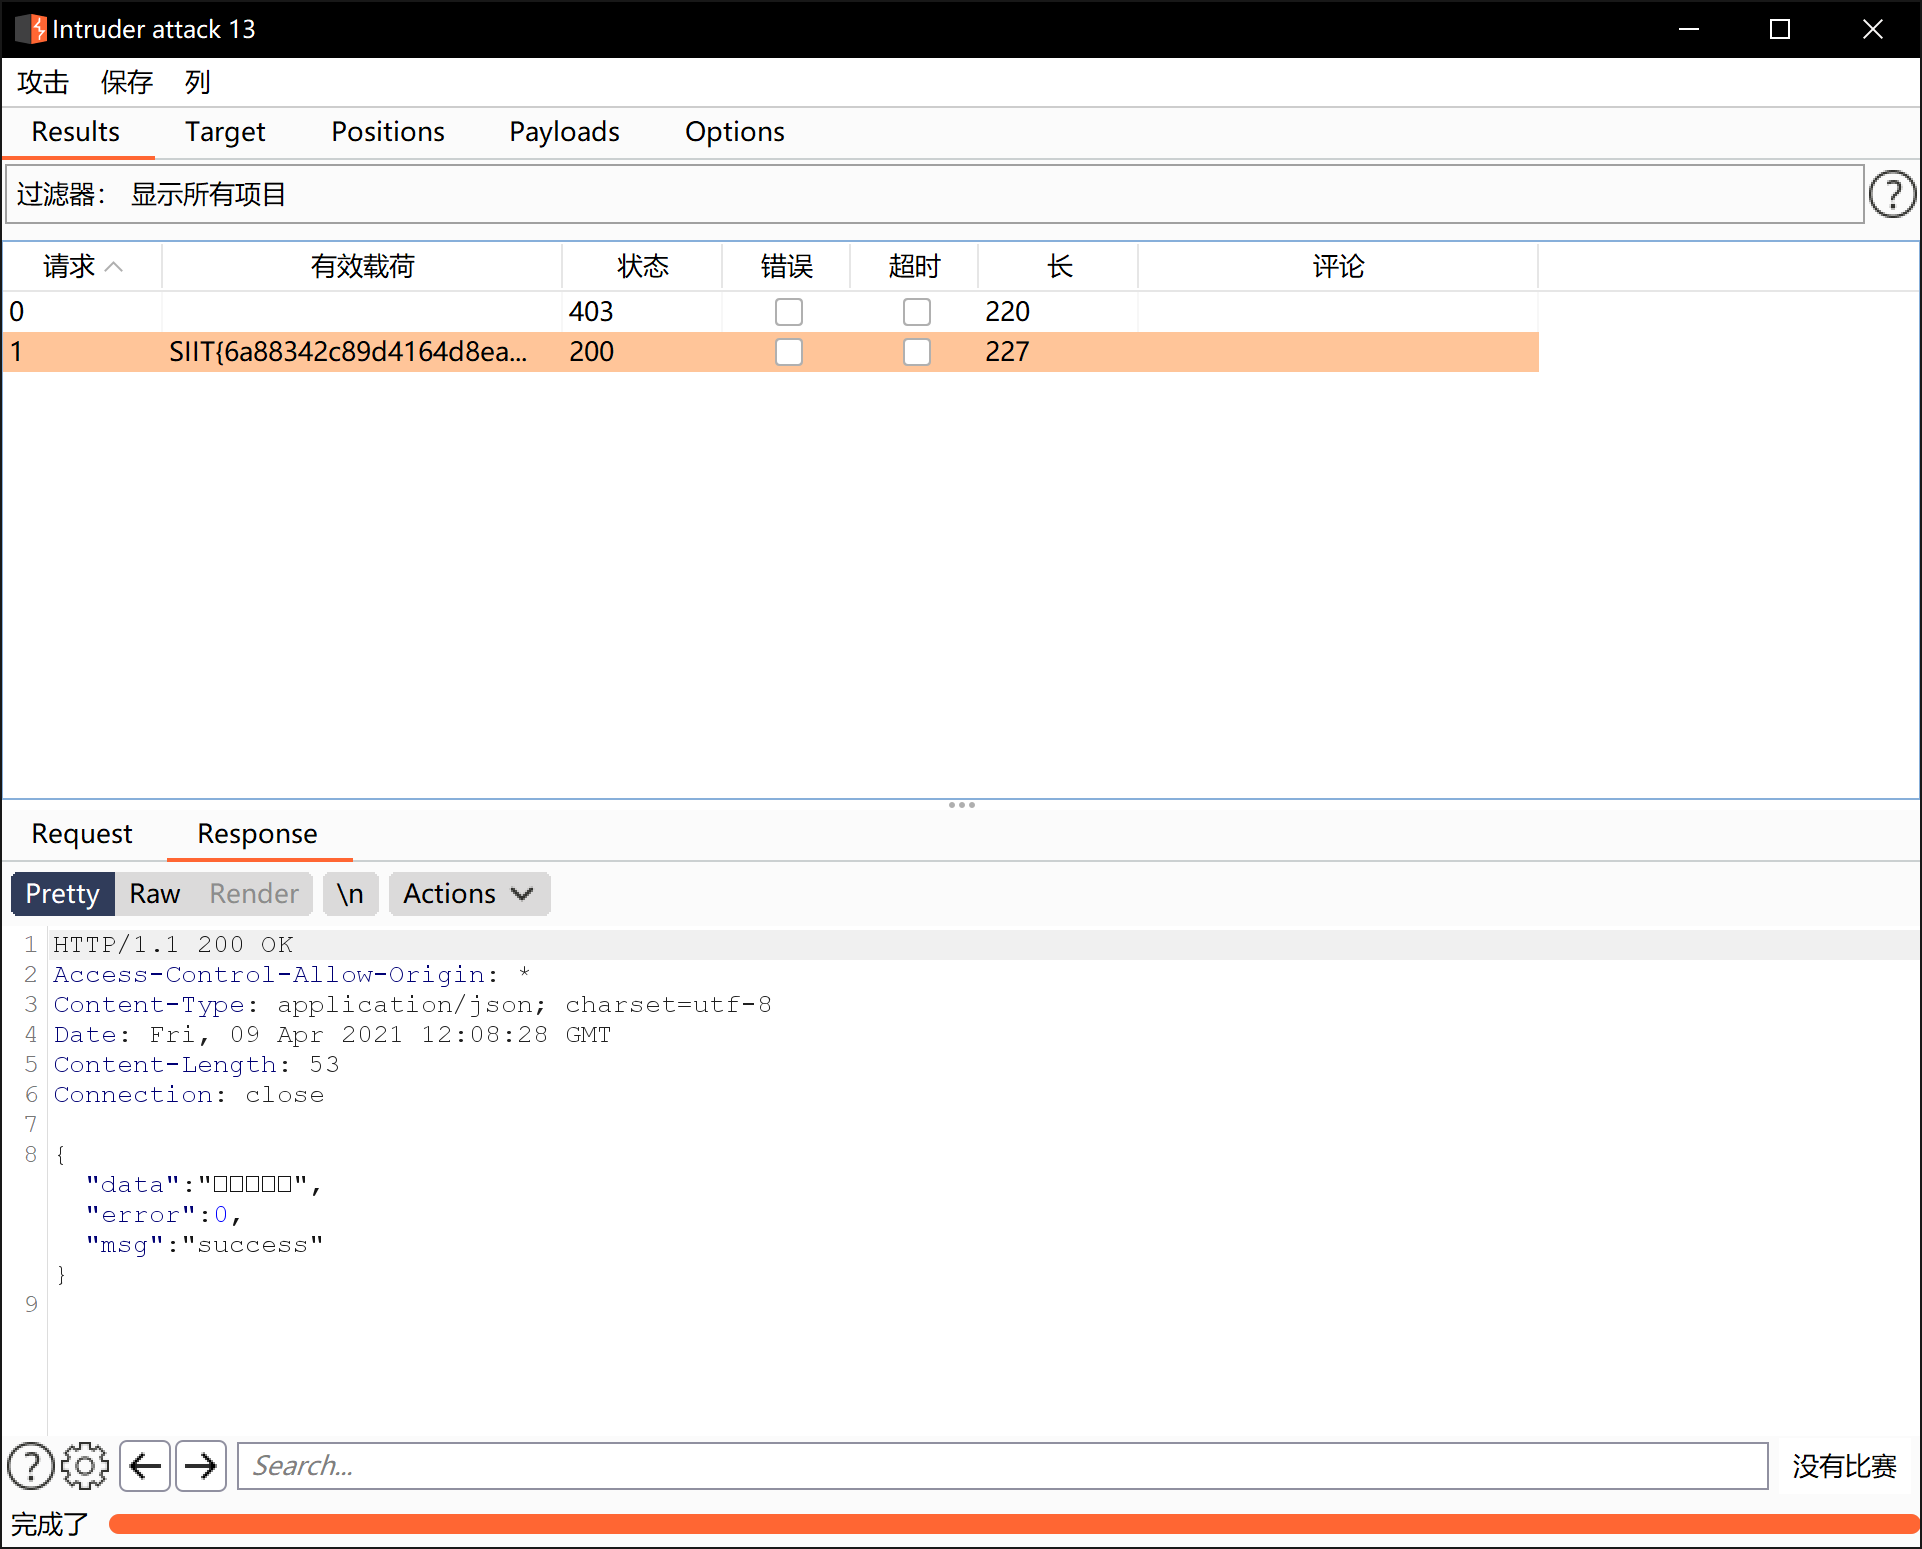 Intruder attack 13
攻击 保存 列
Results Target Positions Payloads Options
过滤器： 显示所有项目
请求 有效载荷 状态 错误 超时 长 评论
0 403 220
1 SIIT{6a88342c89d4164d8ea... 200 227
Request Response
Pretty Raw Render \n Actions
1 HTTP/1.1 200 OK
2 Access-Control-Allow-Origin: *
3 Content-Type: application/json; charset=utf-8
4 Date: Fri, 09 Apr 2021 12:08:28 GMT
5 Content-Length: 53
6 Connection: close
7
8 {
"data":"□□□□□",
"error":0,
"msg":"success"
}
9
Search... 没有比赛
完成了